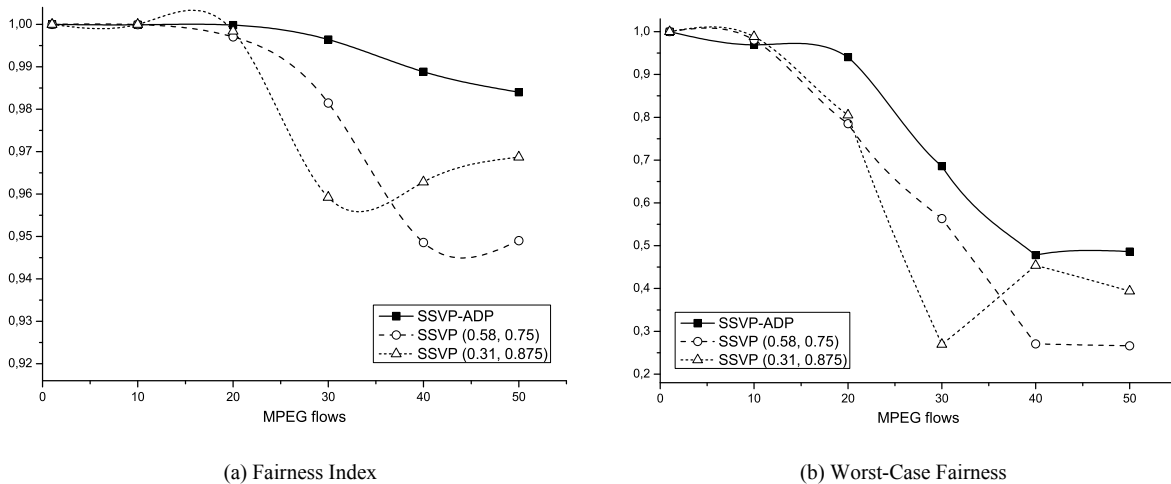 1,00
0,99
0,98
0,97
0,96
0,95
0,94
0,93
0,92
0 10 20 30 40 50
MPEG flows
SSVP-ADP
SSVP (0.58, 0.75)
SSVP (0.31, 0.875)
(a) Fairness Index
1,0
0,9
0,8
0,7
0,6
0,5
0,4
0,3
0,2
0 10 20 30 40 50
MPEG flows
SSVP-ADP
SSVP (0.58, 0.75)
SSVP (0.31, 0.875)
(b) Worst-Case Fairness